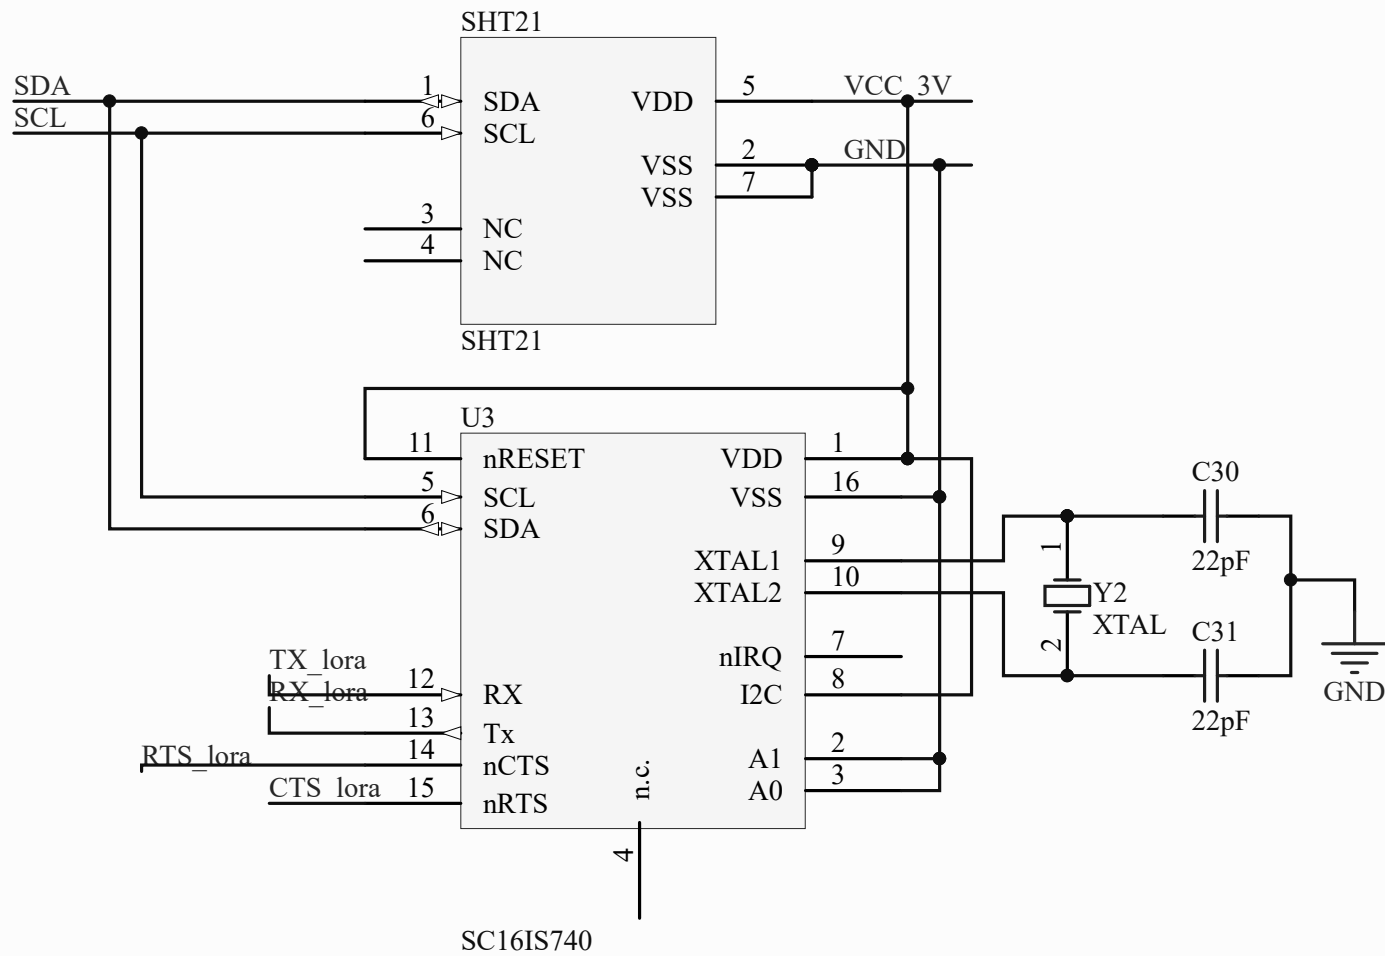 SHT21
SDA 1 SDA VDD 5 VCC_3V
SCL 6 SCL
VSS 2 GND
VSS 7
3 NC
4 NC
SHT21
U3
11 nRESET VDD 1
5 SCL VSS 16
6 SDA
XTAL1 9
XTAL2 10
C30
22pF
1
Y2
XTAL
2
C31
22pF
GND
nIRQ 7
TX_lora 12 RX I2C 8
RX_lora 13 Tx
RTS_lora 14 nCTS A1 2
CTS_lora 15 nRTS A0 3
n.c.
4
SC16IS740